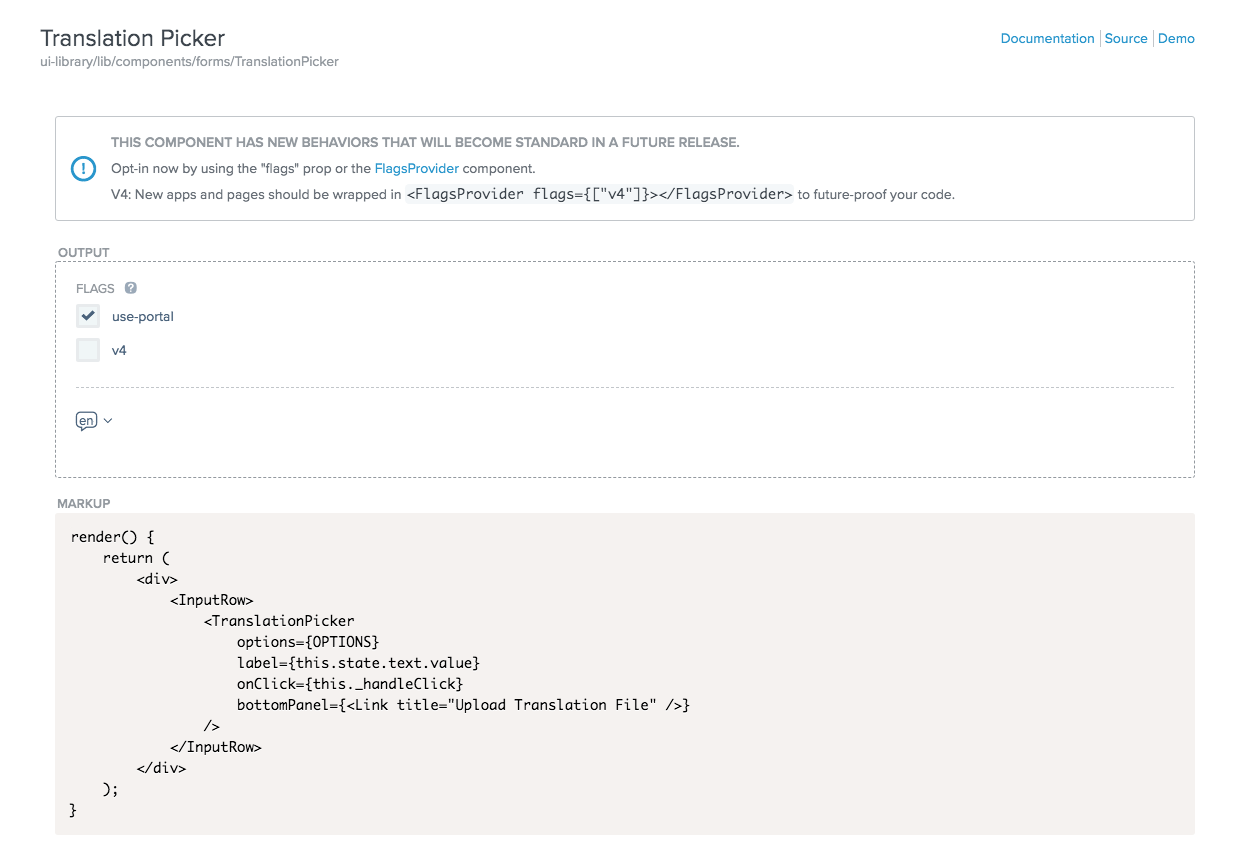 Translation Picker
Documentation Source Demo
ui-library/lib/components/forms/TranslationPicker
THIS COMPONENT HAS NEW BEHAVIORS THAT WILL BECOME STANDARD IN A FUTURE RELEASE.
Opt-in now by using the "flags" prop or the FlagsProvider component.
V4: New apps and pages should be wrapped in <FlagsProvider flags={["v4"]}></FlagsProvider> to future-proof your code.
OUTPUT
FLAGS ?
use-portal
v4
en
MARKUP
render() {
    return (
        <div>
            <InputRow>
                <TranslationPicker
                    options={OPTIONS}
                    label={this.state.text.value}
                    onClick={this._handleClick}
                    bottomPanel={<Link title="Upload Translation File" />}
                />
            </InputRow>
        </div>
    );
}